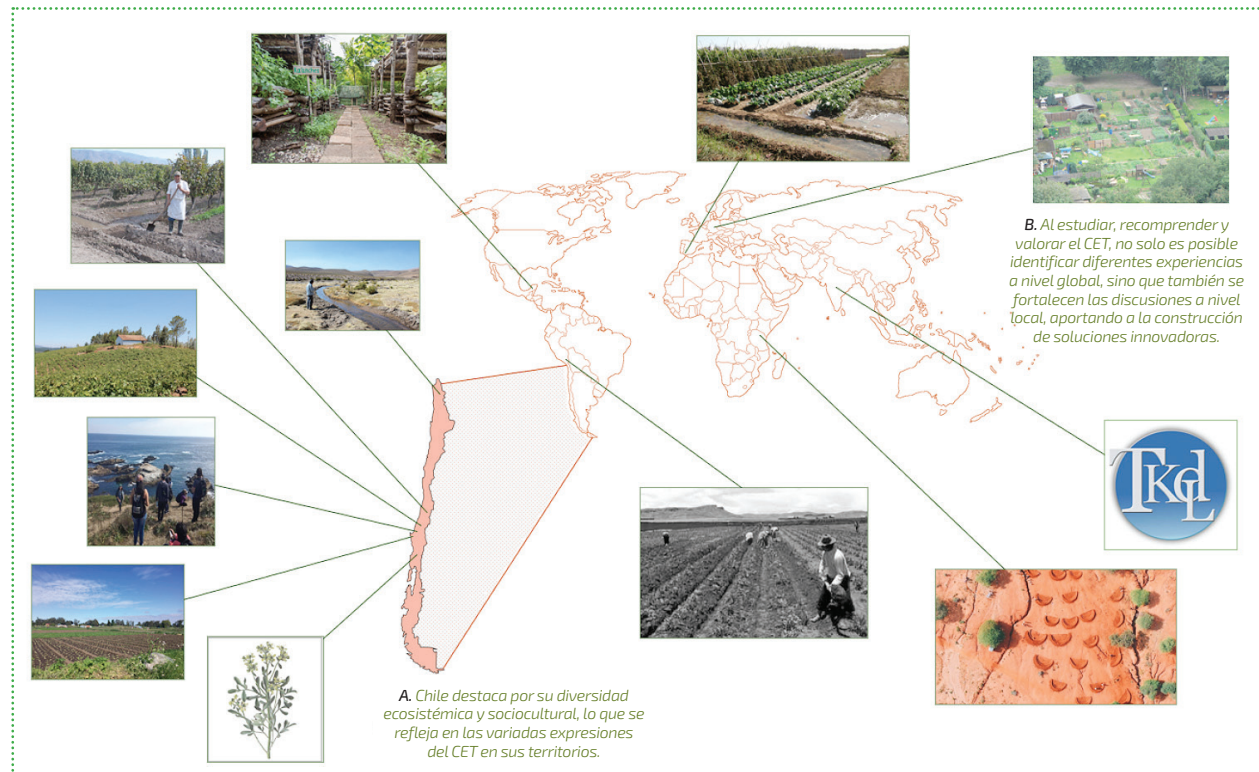 B. Al estudiar, recomprender y
valorar el CET, no solo es posible
identificar diferentes experiencias
a nivel global, sino que también se
fortalecen las discusiones a nivel
local, aportando a la construcción
de soluciones innovadoras.
TKdL
A. Chile destaca por su diversidad
ecosistémica y sociocultural, lo que se
refleja en las variadas expresiones
del CET en sus territorios.